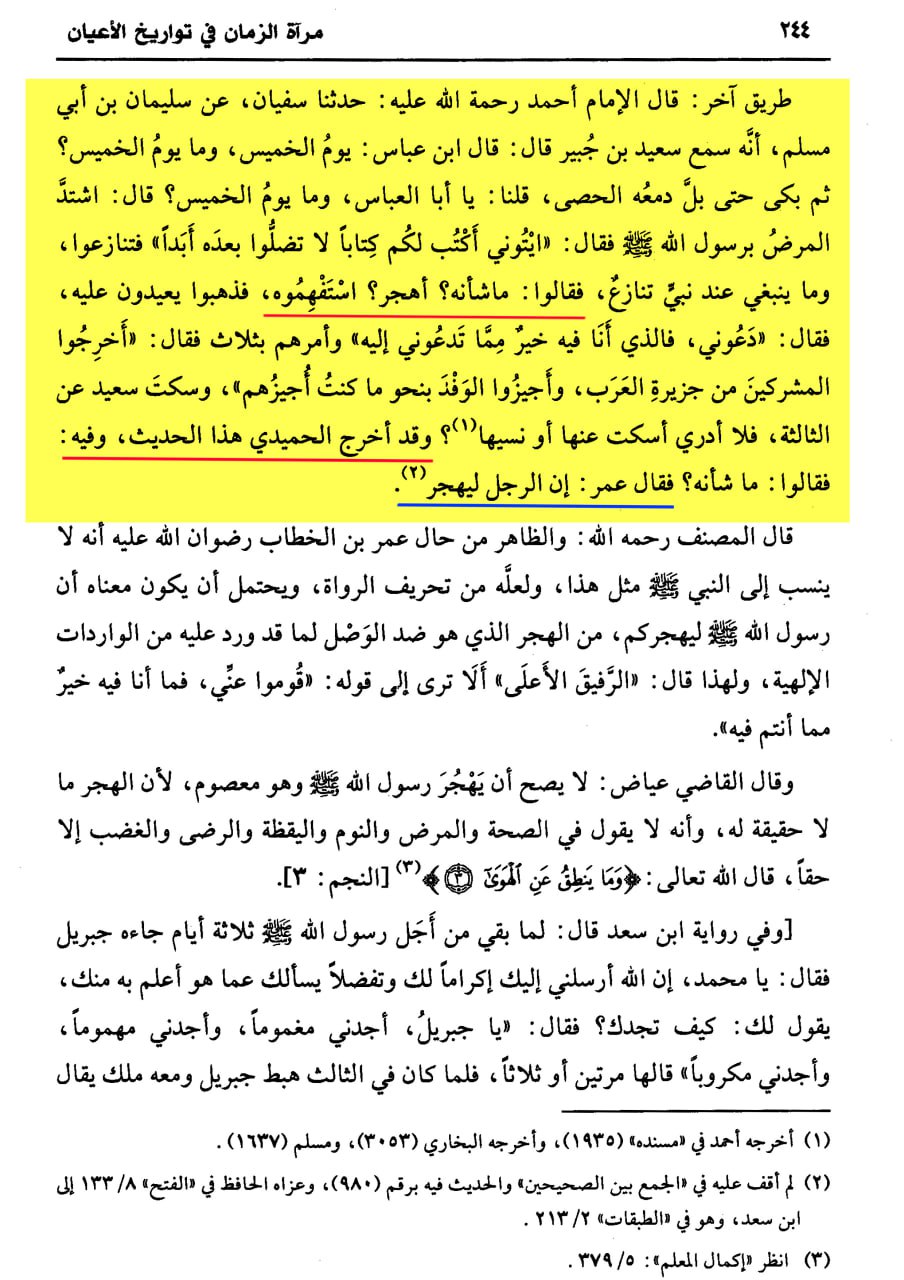 ٢٤٤ مرآة الزمان في تواريخ الأعيان
طريق آخر: قال الإمام أحمد رحمة الله عليه: حدثنا سفيان، عن سليمان بن أبي
مسلم، أنَّه سمع سعيد بن جُبير قال: قال ابن عباس: يومُ الخميس، وما يومُ الخميس؟
ثم بكى حتى بلَّ دمعُه الحصى، قلنا: يا أبا العباس، وما يومُ الخميس؟ قال: اشتدَّ
المرضُ برسول الله ﷺ فقال: «ايْتُوني أَكْتُب لكُم كِتاباً لا تضلُّوا بعدَه أَبَداً» فتنازعوا،
وما ينبغي عند نبيٍّ تنازعٌ، فقالوا: ماشأنه؟ أهجر؟ اسْتَفْهِمُوه، فذهبوا يعيدون عليه،
فقال: «دَعُوني، فالذي أَنَا فيه خيرٌ مِمَّا تَدعُوني إليه» وأمرهم بثلاث فقال: «أَخرِجُوا
المشركينَ من جزيرةِ العَرَب، وأَجيزُوا الوَفْدَ بنحو ما كنتُ أُجيزُهم»، وسكتَ سعيد عن
الثالثة، فلا أدري أسكت عنها أو نسيها(١)؟ وقد أخرج الحميدي هذا الحديث، وفيه:
فقالوا: ما شأنه؟ فقال عمر: إن الرجل ليهجر(٢).
قال المصنف رحمه الله: والظاهر من حال عمر بن الخطاب رضوان الله عليه أنه لا
ينسب إلى النبي ﷺ مثل هذا، ولعلَّه من تحريف الرواة، ويحتمل أن يكون معناه أن
رسول الله ﷺ ليهجركم، من الهجر الذي هو ضد الوَصْل لما قد ورد عليه من الواردات
الإلهية، ولهذا قال: «الرَّفيقَ الأَعلَى» أَلَا ترى إلى قوله: «قُوموا عنِّي، فما أنا فيه خيرٌ
مما أنتم فيه».
وقال القاضي عياض: لا يصح أن يَهْجُرَ رسول الله ﷺ وهو معصوم، لأن الهجر ما
لا حقيقة له، وأنه لا يقول في الصحة والمرض والنوم واليقظة والرضى والغضب إلا
حقاً، قال الله تعالى: ﴿وَمَا يَنطِقُ عَنِ ٱلْهَوَىٰٓ ۝٣﴾(٣) [النجم: ٣].
[وفي رواية ابن سعد قال: لما بقي من أَجَل رسول الله ﷺ ثلاثة أيام جاءه جبريل
فقال: يا محمد، إن الله أرسلني إليك إكراماً لك وتفضلاً يسألك عما هو أعلم به منك،
يقول لك: كيف تجدك؟ فقال: «يا جبريلُ، أجدني مغموماً، وأجدني مهموماً،
وأجدني مكروباً» قالها مرتين أو ثلاثاً، فلما كان في الثالث هبط جبريل ومعه ملك يقال
(١) أخرجه أحمد في «مسنده» (١٩٣٥)، وأخرجه البخاري (٣٠٥٣)، ومسلم (١٦٣٧).
(٢) لم أقف عليه في «الجمع بين الصحيحين» والحديث فيه برقم (٩٨٠)، وعزاه الحافظ في «الفتح» ٨/ ١٣٣ إلى
ابن سعد، وهو في «الطبقات» ٢/ ٢١٣.
(٣) انظر «إكمال المعلم»: ٥/ ٣٧٩.